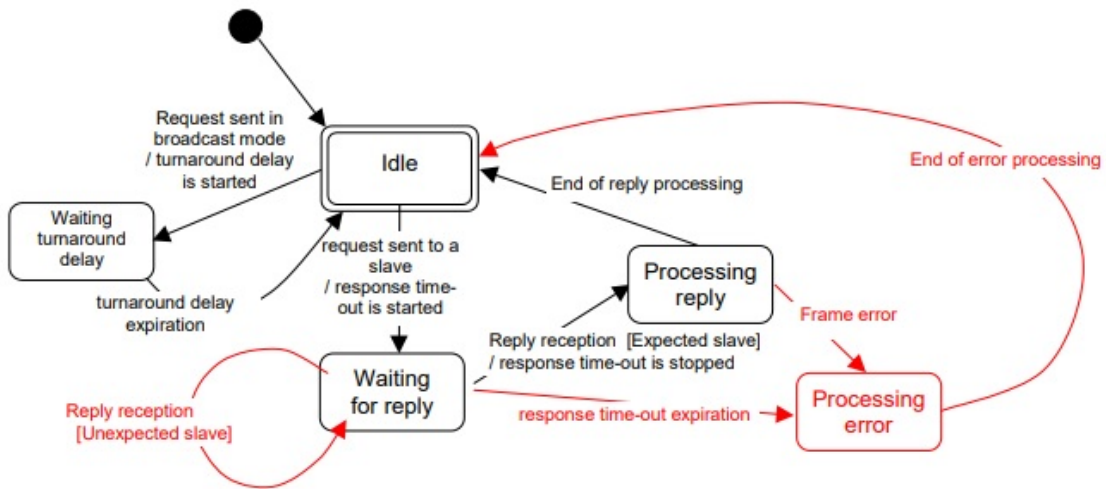 Request sent in
broadcast mode
/ turnaround delay
is started
Idle
End of error processing
End of reply processing
Waiting
turnaround
delay
request sent to a
slave
/ response time-
out is started
Processing
reply
turnaround delay
expiration
Frame error
Reply reception [Expected slave]
/ response time-out is stopped
Waiting
for reply
Reply reception
[Unexpected slave]
response time-out expiration
Processing
error